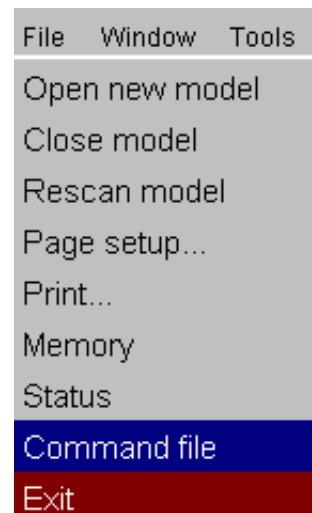 File Window Tools
Open new model
Close model
Rescan model
Page setup...
Print...
Memory
Status
Command file
Exit